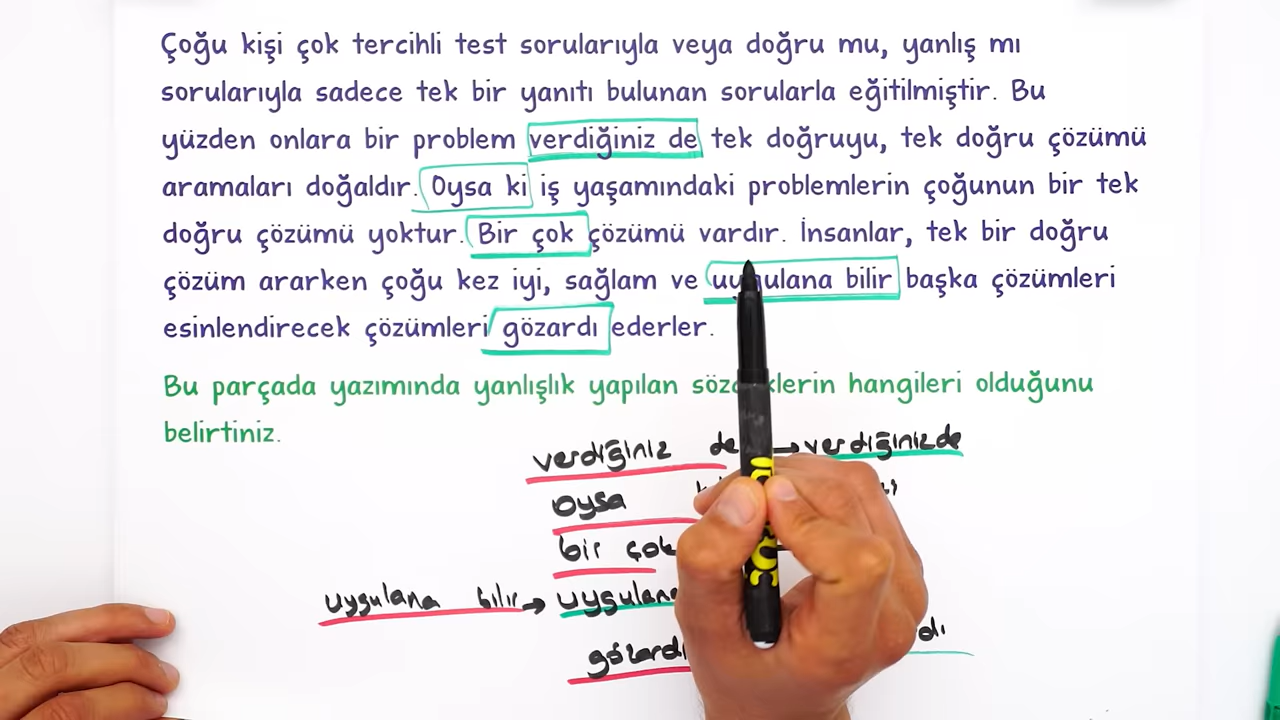 Çoğu kişi çok tercihli test sorularıyla veya doğru mu, yanlış mı
sorularıyla sadece tek bir yanıtı bulunan sorularla eğitilmiştir. Bu
yüzden onlara bir problem verdiğiniz de tek doğruyu, tek doğru çözümü
aramaları doğaldır. Oysa ki iş yaşamındaki problemlerin çoğunun bir tek
doğru çözümü yoktur. Bir çok çözümü vardır. İnsanlar, tek bir doğru
çözüm ararken çoğu kez iyi, sağlam ve uygulana bilir başka çözümleri
esinlendirecek çözümleri gözardı ederler.
Bu parçada yazımında yanlışlık yapılan hangileri olduğunu
belirtiniz.
verdiğiniz de → verdiğinizde
Oysa
bir çok
uygulana bilir →
gözardı